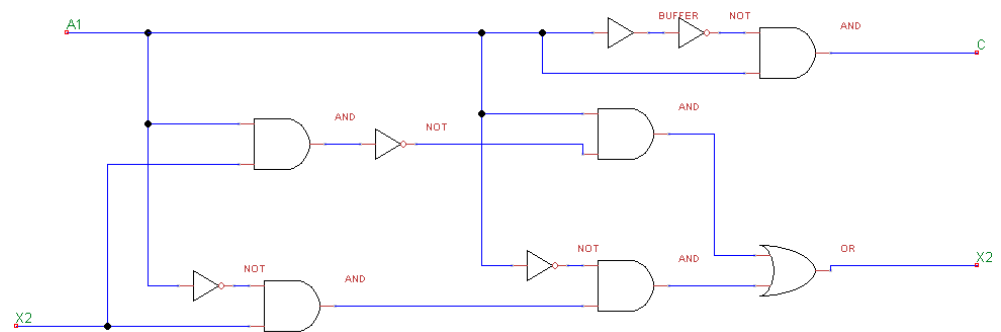 A1
BUFFER
NOT
AND
C
AND
NOT
AND
NOT
AND
NOT
AND
OR
X2
X2